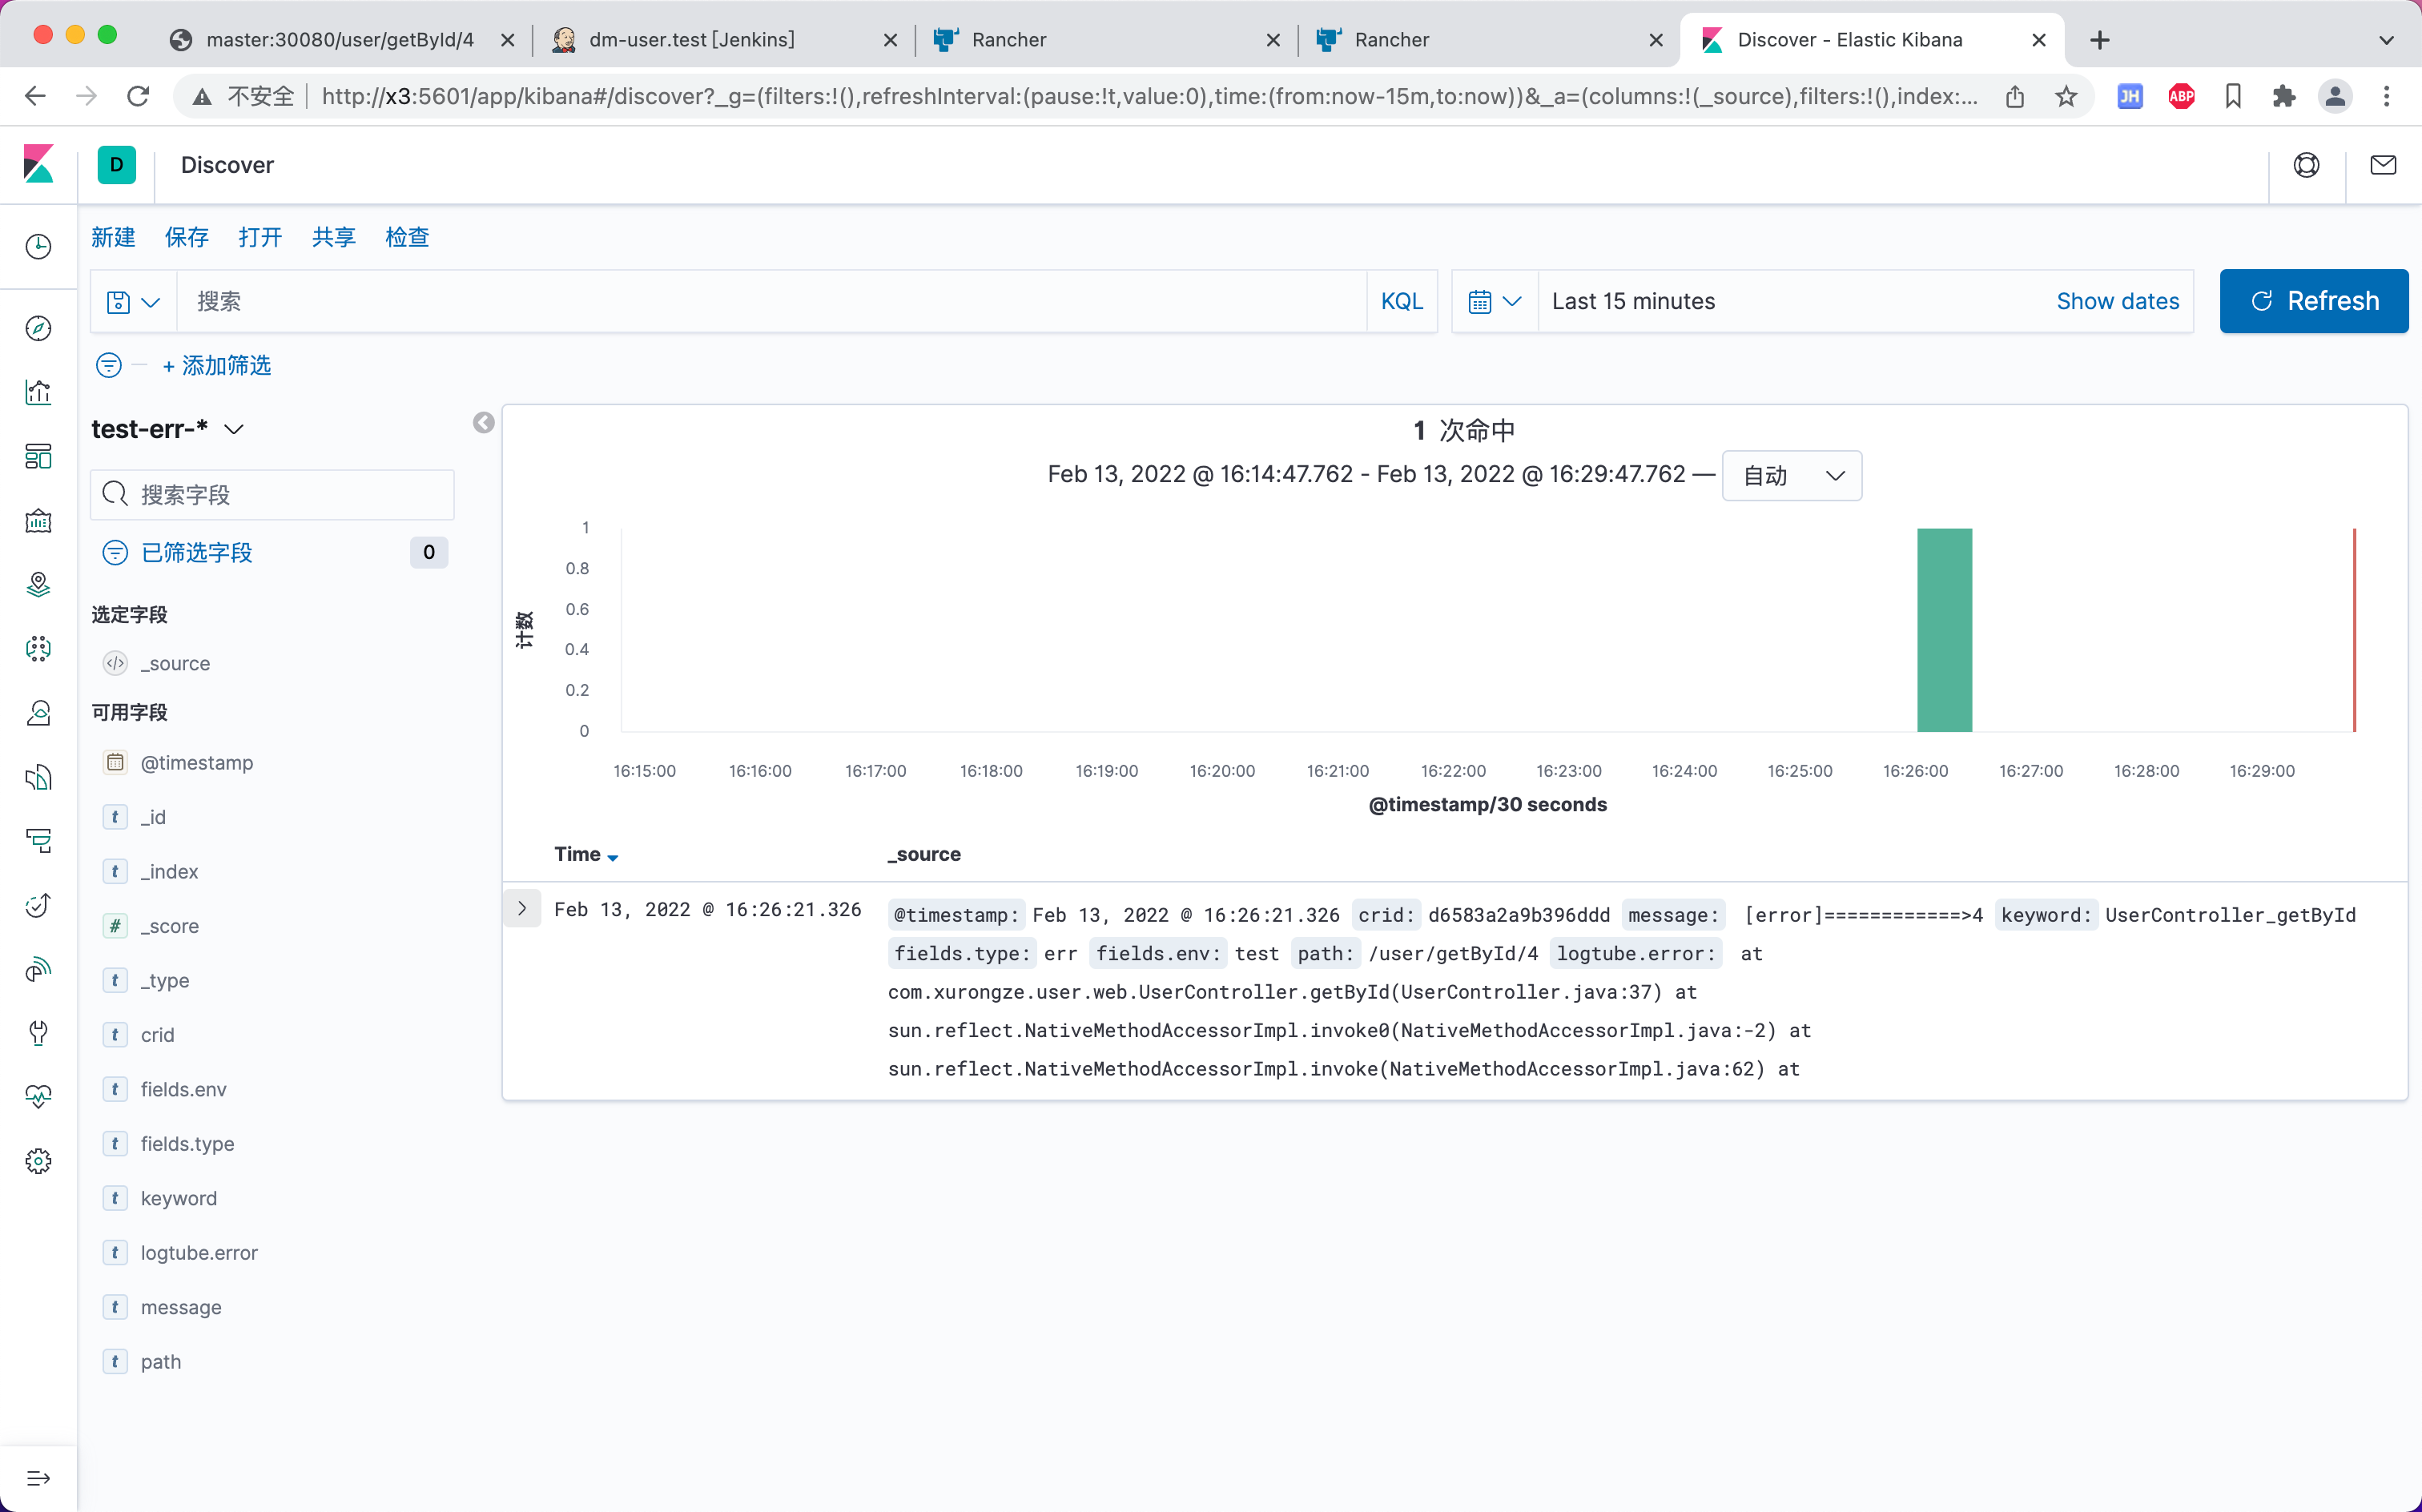 master:30080/user/getById/4
dm-user.test [Jenkins]
Rancher
Rancher
Discover - Elastic Kibana
不安全
http://x3:5601/app/kibana#/discover?_g=(filters:!(),refreshInterval:(pause:!t,value:0),time:(from:now-15m,to:now))&_a=(columns:!(_source),filters:!(),index:...
JH
ABP
D
Discover
新建 保存 打开 共享 检查
搜索
KQL
Last 15 minutes
Show dates
Refresh
+ 添加筛选
test-err-*
搜索字段
已筛选字段
0
选定字段
_source
可用字段
@timestamp
t _id
t _index
# _score
t _type
t crid
t fields.env
t fields.type
t keyword
t logtube.error
t message
t path
1 次命中
Feb 13, 2022 @ 16:14:47.762 - Feb 13, 2022 @ 16:29:47.762 —
自动
计数
1
0.8
0.6
0.4
0.2
0
16:15:00 16:16:00 16:17:00 16:18:00 16:19:00 16:20:00 16:21:00 16:22:00 16:23:00 16:24:00 16:25:00 16:26:00 16:27:00 16:28:00 16:29:00
@timestamp/30 seconds
Time
_source
Feb 13, 2022 @ 16:26:21.326
@timestamp: Feb 13, 2022 @ 16:26:21.326 crid: d6583a2a9b396ddd message: [error]============>4 keyword: UserController_getById
fields.type: err fields.env: test path: /user/getById/4 logtube.error: at
com.xurongze.user.web.UserController.getById(UserController.java:37) at
sun.reflect.NativeMethodAccessorImpl.invoke0(NativeMethodAccessorImpl.java:-2) at
sun.reflect.NativeMethodAccessorImpl.invoke(NativeMethodAccessorImpl.java:62) at